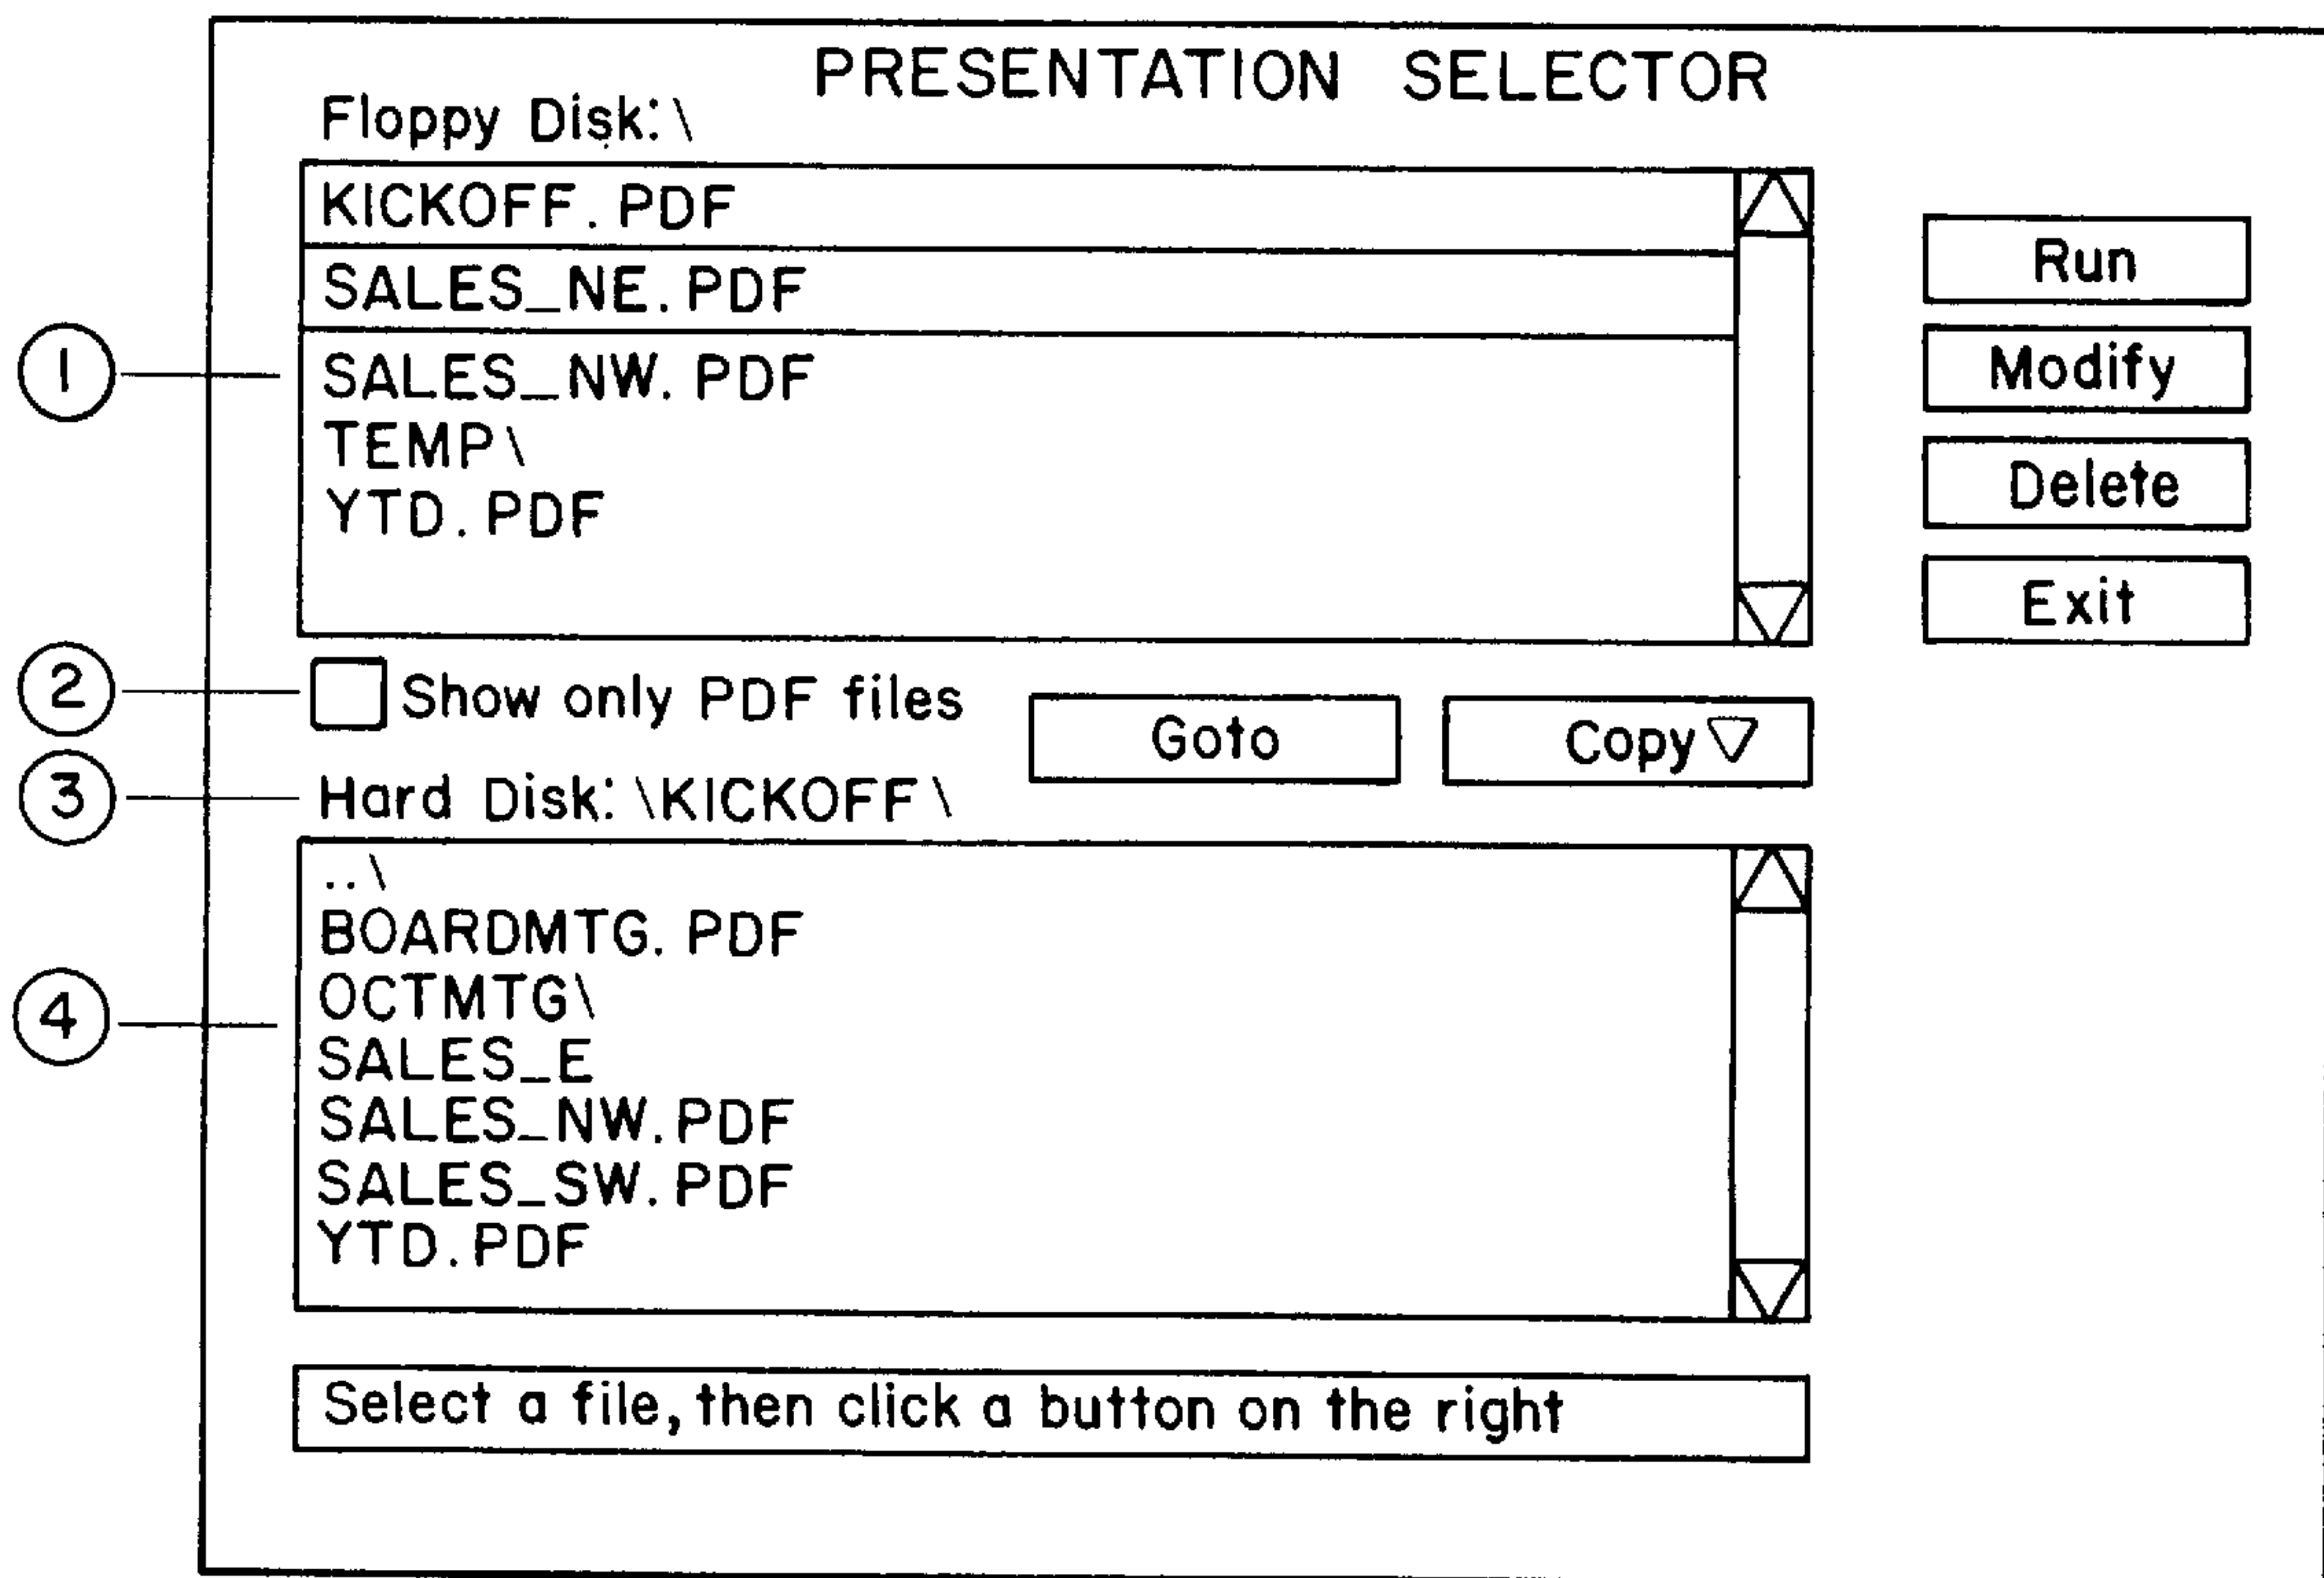 PRESENTATION SELECTOR
Floppy Disk:\
KICKOFF.PDF
SALES_NE.PDF
SALES_NW.PDF
TEMP\
YTD.PDF
Run
Modify
Delete
Exit
1
2
Show only PDF files
Goto
Copy
3
Hard Disk:\KICKOFF\
..\
BOARDMTG.PDF
OCTMTG\
SALES_E
SALES_NW.PDF
SALES_SW.PDF
YTD.PDF
4
Select a file, then click a button on the right